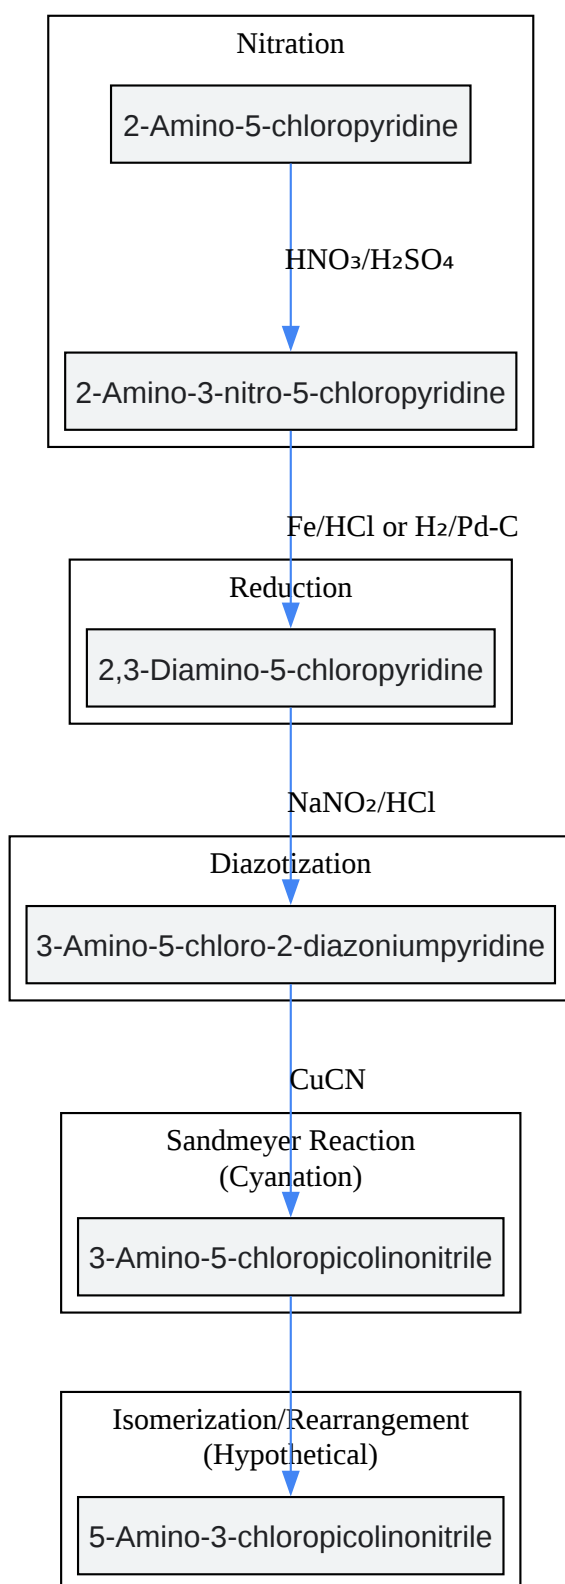 Nitration
2-Amino-5-chloropyridine
HNO₃/H₂SO₄
2-Amino-3-nitro-5-chloropyridine
Fe/HCl or H₂/Pd-C
Reduction
2,3-Diamino-5-chloropyridine
NaNO₂/HCl
Diazotization
3-Amino-5-chloro-2-diazoniumpyridine
CuCN
Sandmeyer Reaction
(Cyanation)
3-Amino-5-chloropicolinonitrile
Isomerization/Rearrangement
(Hypothetical)
5-Amino-3-chloropicolinonitrile